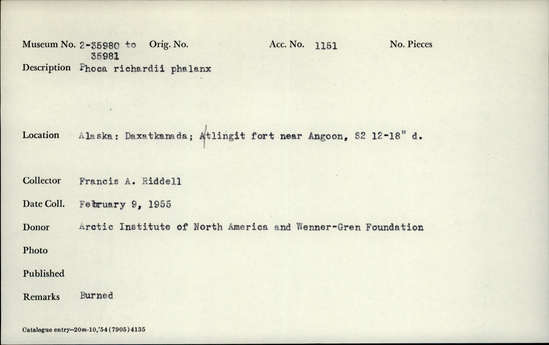 Museum No. 2-35980 to Orig. No. Acc. No. 1151 No. Pieces
35981
Description Phoca richardii phalanx
Location Alaska: Daxatkanada; A/tlingit fort near Angoon, S2 12-18" d.
Collector Francis A. Riddell
Date Coll. February 9, 1955
Donor Arctic Institute of North America and Wenner-Gren Foundation
Photo
Published
Remarks Burned
Catalogue entry—20m-10,'54 (7905) 4135